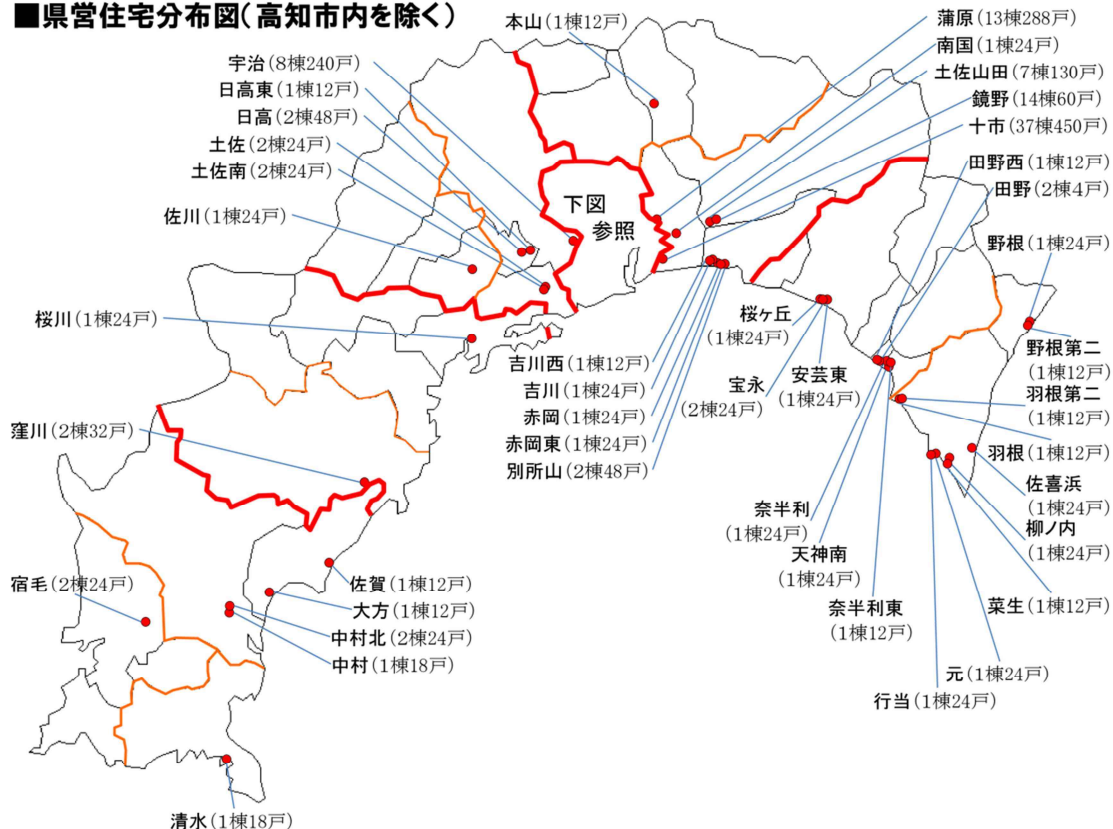 ■県営住宅分布図(高知市内を除く)
本山(1棟12戸)
蒲原(13棟288戸)
南国(1棟24戸)
土佐山田(7棟130戸)
鏡野(14棟60戸)
十市(37棟450戸)
田野西(1棟12戸)
田野(2棟4戸)
野根(1棟24戸)
宇治(8棟240戸)
日高東(1棟12戸)
日高(2棟48戸)
土佐(2棟24戸)
土佐南(2棟24戸)
佐川(1棟24戸)
下図
参照
桜川(1棟24戸)
窪川(2棟32戸)
吉川西(1棟12戸)
吉川(1棟24戸)
赤岡(1棟24戸)
赤岡東(1棟24戸)
別所山(2棟48戸)
桜ヶ丘
(1棟24戸)
宝永
(2棟24戸)
安芸東
(1棟24戸)
野根第二
(1棟12戸)
羽根第二
(1棟12戸)
羽根(1棟12戸)
佐喜浜
(1棟24戸)
柳ノ内
(1棟24戸)
菜生(1棟12戸)
元(1棟24戸)
行当(1棟24戸)
奈半利
(1棟24戸)
天神南
(1棟24戸)
奈半利東
(1棟12戸)
宿毛(2棟24戸)
佐賀(1棟12戸)
大方(1棟12戸)
中村北(2棟24戸)
中村(1棟18戸)
清水(1棟18戸)